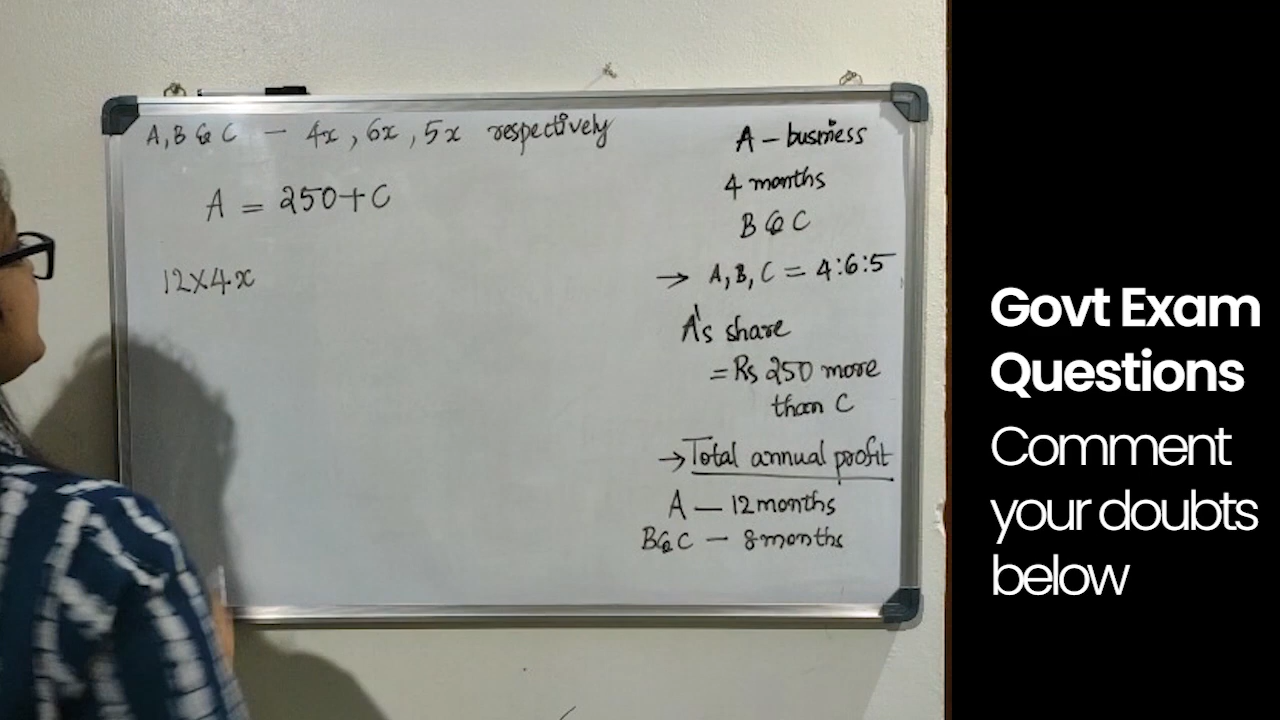 A, B & C — 4x, 6x, 5x respectively
A = 250+C
12×4x
A – business
4 months
B & C
→ A, B, C = 4:6:5
A's share
= Rs 250 more
than C
→ Total annual profit
A — 12 months
B&C — 8 months
Govt Exam
Questions
Comment
your doubts
below